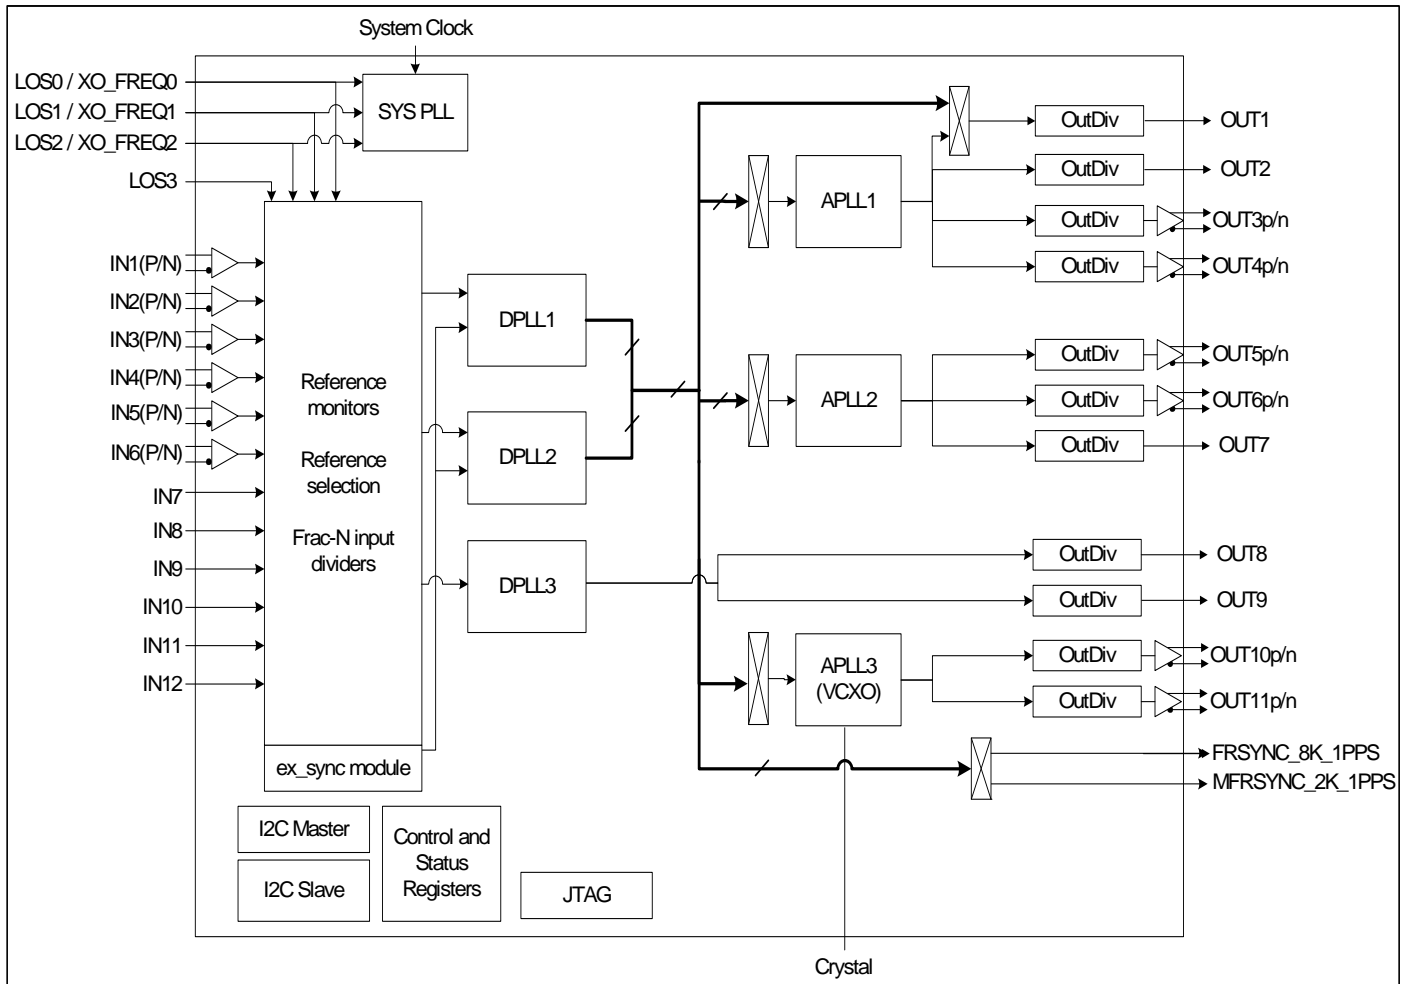 System Clock
LOS0 / XO_FREQ0
LOS1 / XO_FREQ1
LOS2 / XO_FREQ2
LOS3
SYS PLL
IN1(P/N)
IN2(P/N)
IN3(P/N)
IN4(P/N)
IN5(P/N)
IN6(P/N)
IN7
IN8
IN9
IN10
IN11
IN12
Reference
monitors
Reference
selection
Frac-N input
dividers
ex_sync module
I2C Master
I2C Slave
Control and
Status
Registers
JTAG
DPLL1
DPLL2
DPLL3
APLL1
APLL2
APLL3
(VCXO)
Crystal
OutDiv
OUT1
OutDiv
OUT2
OutDiv
OUT3p/n
OutDiv
OUT4p/n
OutDiv
OUT5p/n
OutDiv
OUT6p/n
OutDiv
OUT7
OutDiv
OUT8
OutDiv
OUT9
OutDiv
OUT10p/n
OutDiv
OUT11p/n
FRSYNC_8K_1PPS
MFRSYNC_2K_1PPS